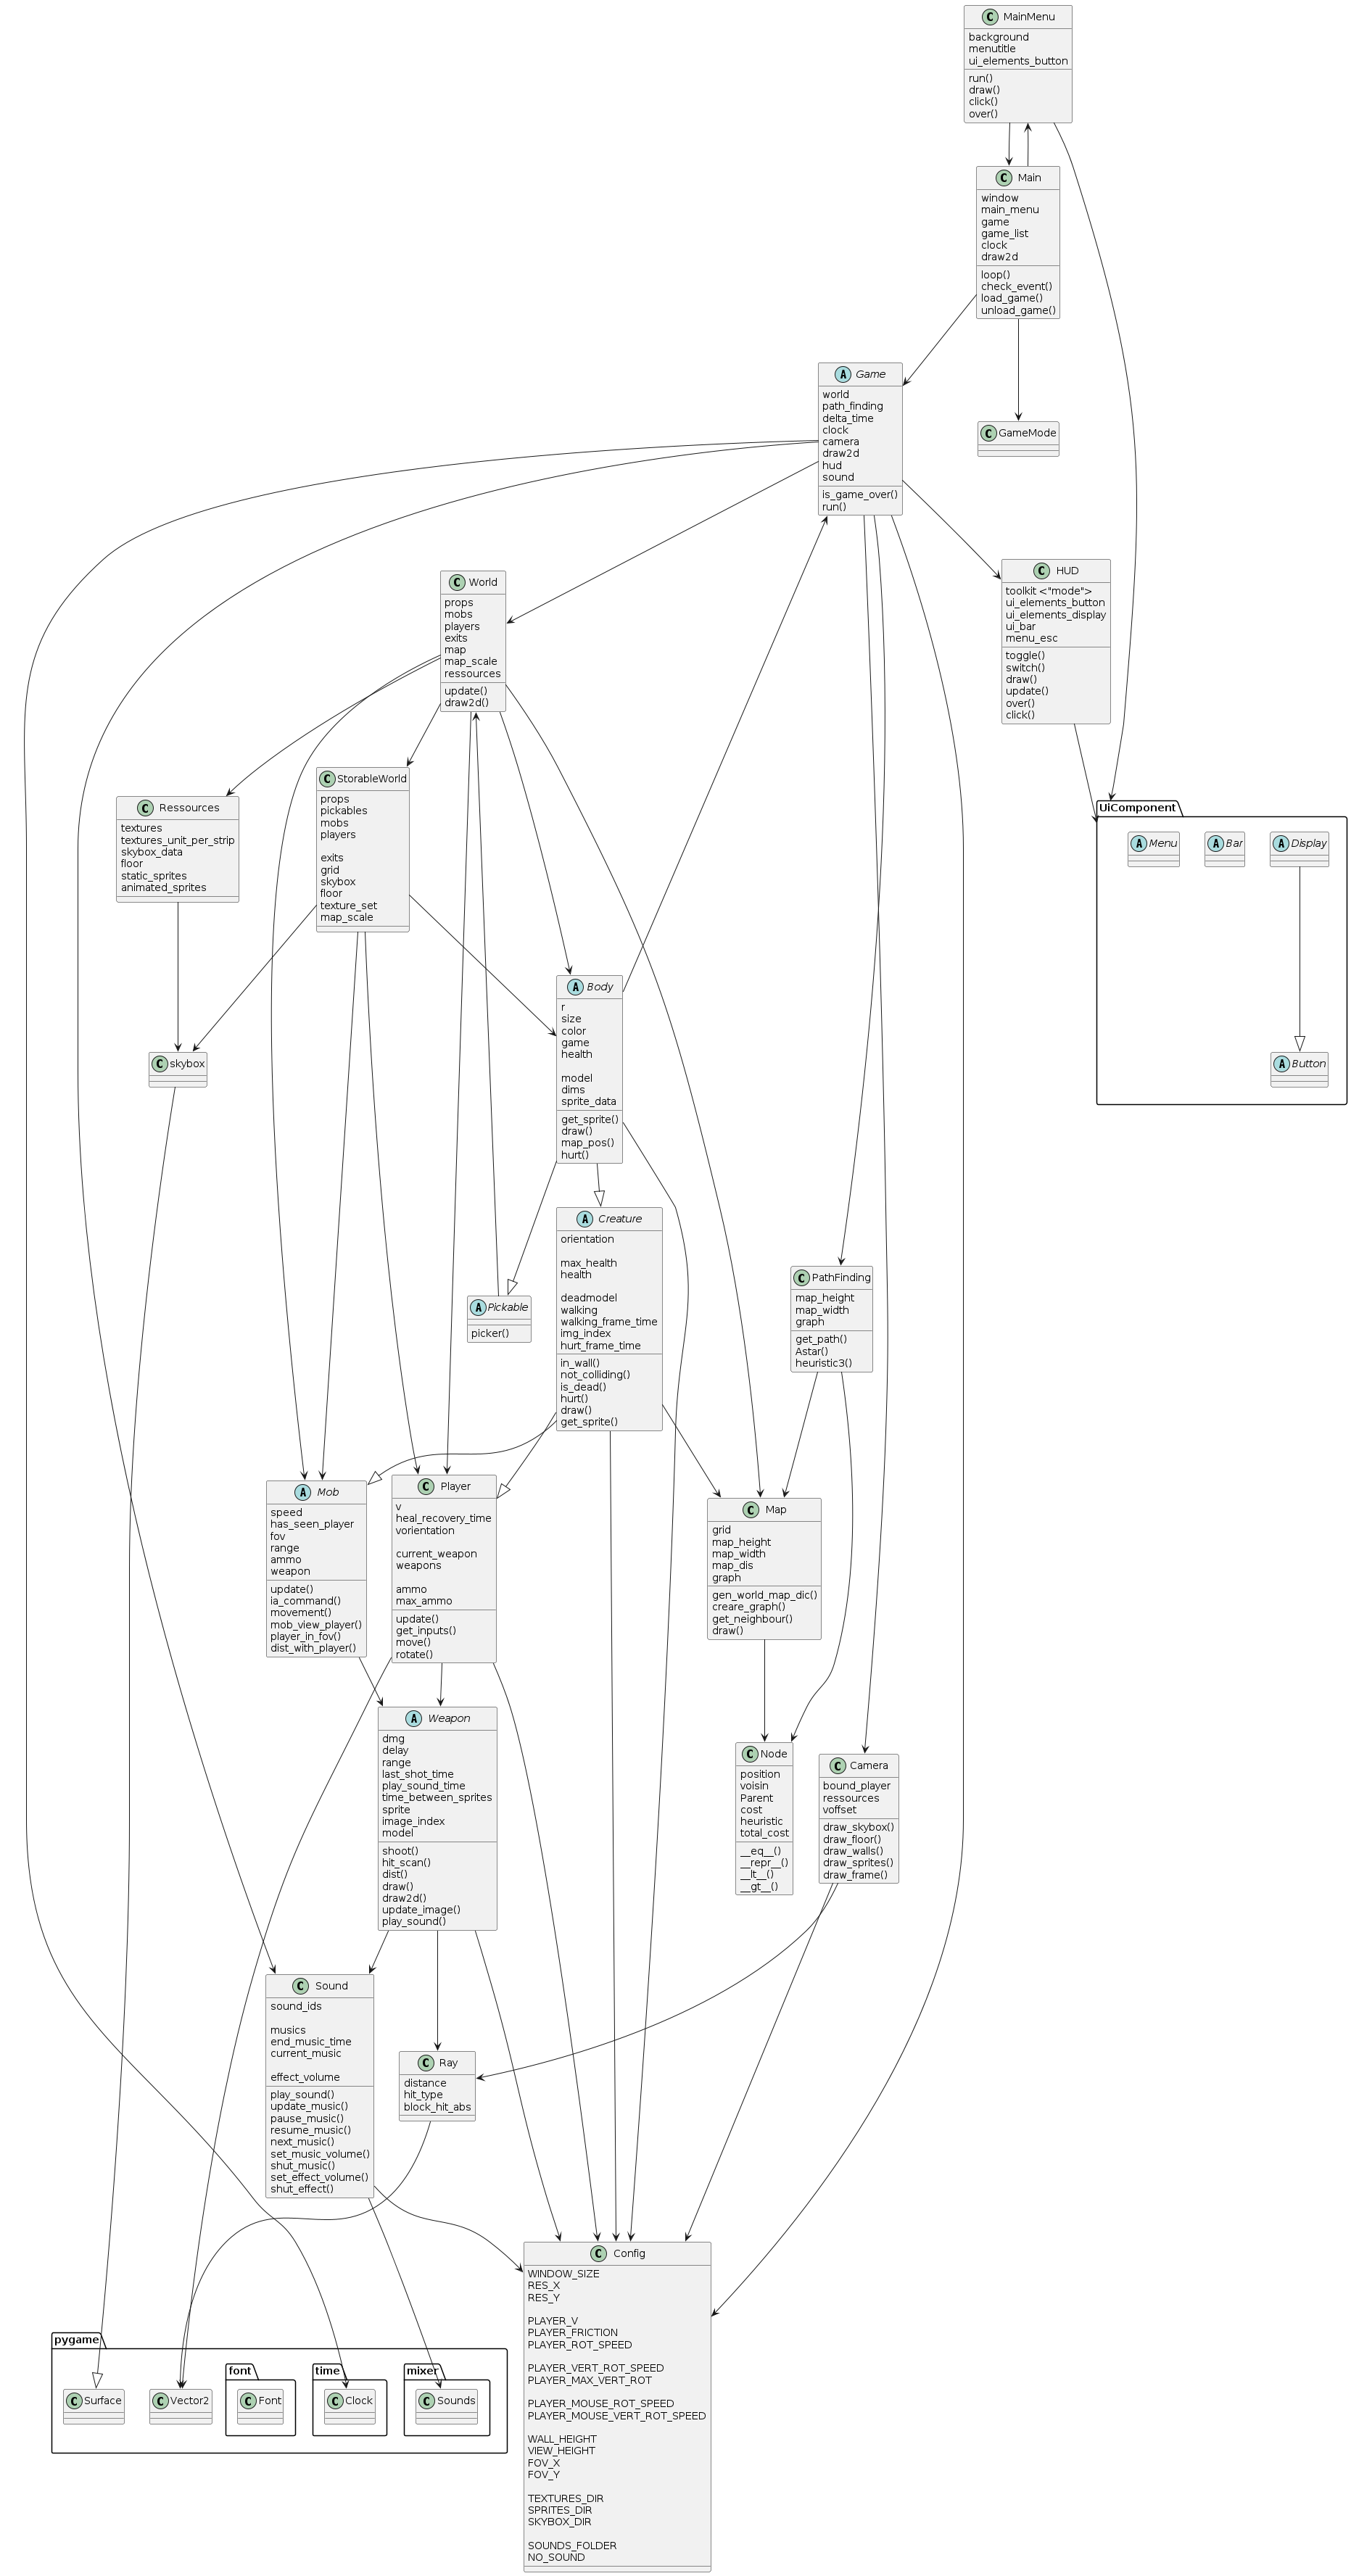 C MainMenu
background
menutitle
ui_elements_button
run()
draw()
click()
over()
C Main
window
main_menu
game
game_list
clock
draw2d
loop()
check_event()
load_game()
unload_game()
A Game
world
path_finding
delta_time
clock
camera
draw2d
hud
sound
is_game_over()
run()
C GameMode
C HUD
toolkit <"mode">
ui_elements_button
ui_elements_display
ui_bar
menu_esc
toggle()
switch()
draw()
update()
over()
click()
C World
props
mobs
players
exits
map
map_scale
ressources
update()
draw2d()
C StorableWorld
props
pickables
mobs
players
exits
grid
skybox
floor
texture_set
map_scale
C Ressources
textures
textures_unit_per_strip
skybox_data
floor
static_sprites
animated_sprites
UiComponent
A Menu
A Bar
A Display
A Button
C skybox
A Body
r
size
color
game
health
model
dims
sprite_data
get_sprite()
draw()
map_pos()
hurt()
A Creature
orientation
max_health
health
deadmodel
walking
walking_frame_time
img_index
hurt_frame_time
in_wall()
not_colliding()
is_dead()
hurt()
draw()
get_sprite()
A Pickable
picker()
C PathFinding
map_height
map_width
graph
get_path()
Astar()
heuristic3()
A Mob
speed
has_seen_player
fov
range
ammo
weapon
update()
ia_command()
movement()
mob_view_player()
player_in_fov()
dist_with_player()
C Player
v
heal_recovery_time
vorientation
current_weapon
weapons
ammo
max_ammo
update()
get_inputs()
move()
rotate()
C Map
grid
map_height
map_width
map_dis
graph
gen_world_map_dic()
creare_graph()
get_neighbour()
draw()
A Weapon
dmg
delay
range
last_shot_time
play_sound_time
time_between_sprites
sprite
image_index
model
shoot()
hit_scan()
dist()
draw()
draw2d()
update_image()
play_sound()
C Node
position
voisin
Parent
cost
heuristic
total_cost
__eq__()
__repr__()
__lt__()
__gt__()
C Camera
bound_player
ressources
voffset
draw_skybox()
draw_floor()
draw_walls()
draw_sprites()
draw_frame()
C Sound
sound_ids
musics
end_music_time
current_music
effect_volume
play_sound()
update_music()
pause_music()
resume_music()
next_music()
set_music_volume()
shut_music()
set_effect_volume()
shut_effect()
C Ray
distance
hit_type
block_hit_abs
C Config
WINDOW_SIZE
RES_X
RES_Y
PLAYER_V
PLAYER_FRICTION
PLAYER_ROT_SPEED
PLAYER_VERT_ROT_SPEED
PLAYER_MAX_VERT_ROT
PLAYER_MOUSE_ROT_SPEED
PLAYER_MOUSE_VERT_ROT_SPEED
WALL_HEIGHT
VIEW_HEIGHT
FOV_X
FOV_Y
TEXTURES_DIR
SPRITES_DIR
SKYBOX_DIR
SOUNDS_FOLDER
NO_SOUND
pygame
C Surface
C Vector2
font
C Font
time
C Clock
mixer
C Sounds